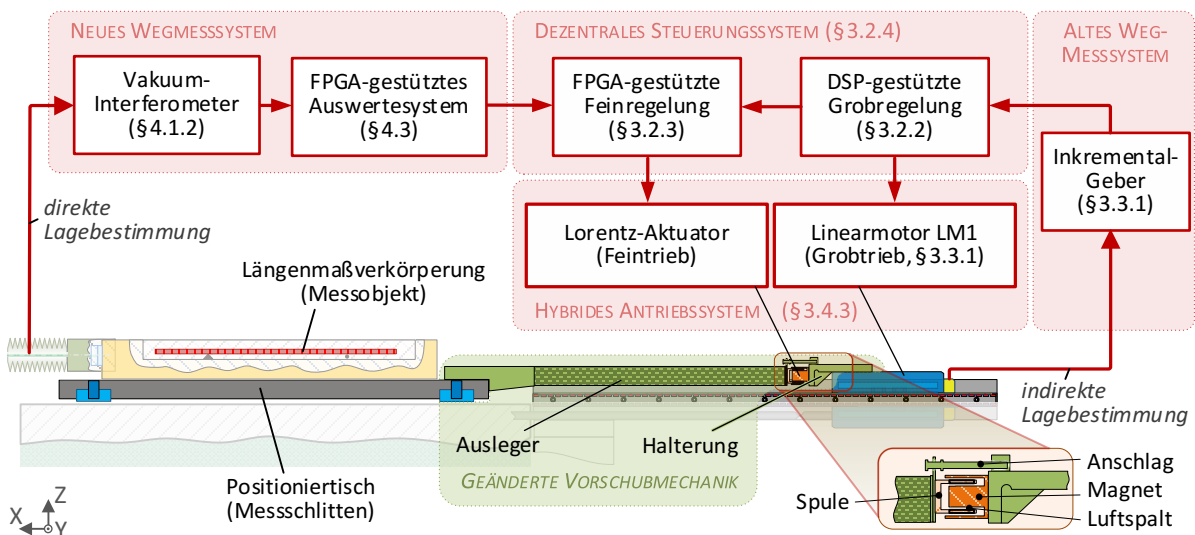 NEUES WEGMESSSYSTEM
Vakuum-
Interferometer
(§ 4.1.2)
FPGA-gestütztes
Auswertesystem
(§ 4.3)
DEZENTRALES STEUERUNGSSYSTEM (§ 3.2.4)
FPGA-gestützte
Feinregelung
(§ 3.2.3)
DSP-gestützte
Grobregelung
(§ 3.2.2)
ALTES WEG-
MESSSYSTEM
Inkremental-
Geber
(§ 3.3.1)
direkte
Lagebestimmung
Lorentz-Aktuator
(Feintrieb)
Linearmotor LM1
(Grobtrieb, § 3.3.1)
HYBRIDES ANTRIEBSSYSTEM (§ 3.4.3)
Längenmaßverkörperung
(Messobjekt)
indirekte
Lagebestimmung
Ausleger
Halterung
GEÄNDERTE VORSCHUBMECHANIK
Positioniertisch
(Messschlitten)
Spule
Anschlag
Magnet
Luftspalt
Z
X
Y